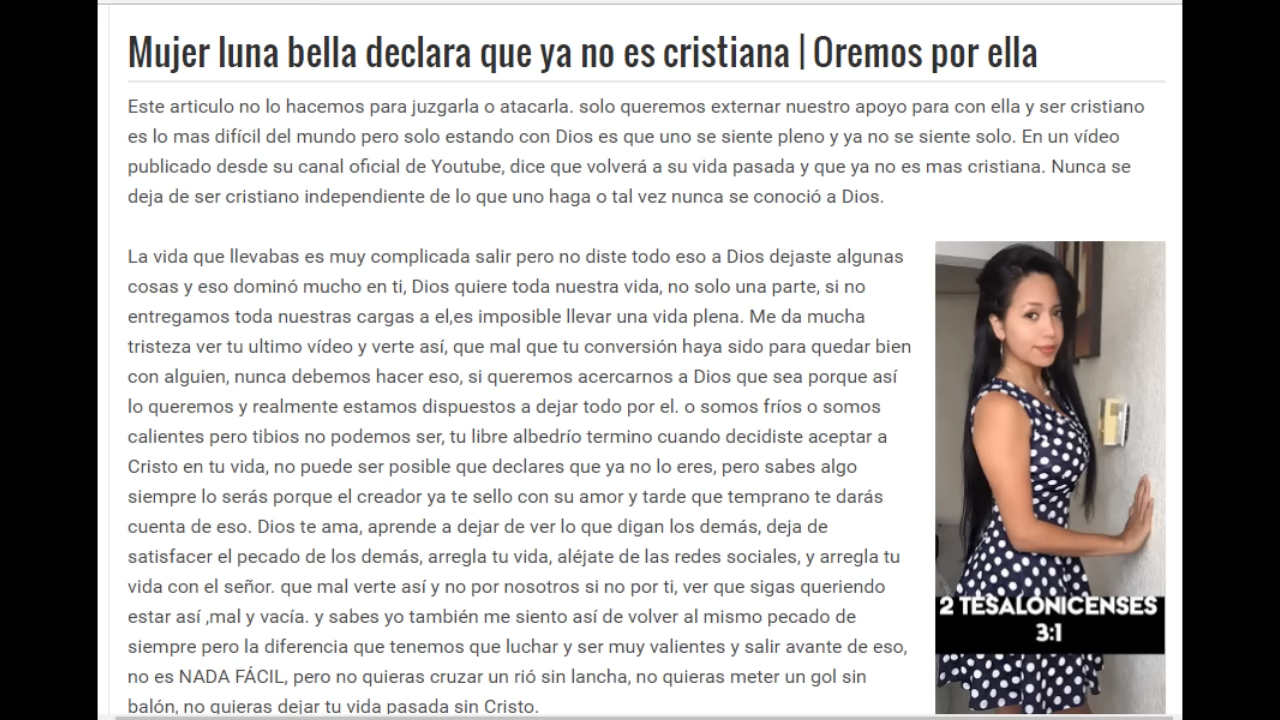 Mujer luna bella declara que ya no es cristiana | Oremos por ella
Este articulo no lo hacemos para juzgarla o atacarla. solo queremos externar nuestro apoyo para con ella y ser cristiano
es lo mas difícil del mundo pero solo estando con Dios es que uno se siente pleno y ya no se siente solo. En un vídeo
publicado desde su canal oficial de Youtube, dice que volverá a su vida pasada y que ya no es mas cristiana. Nunca se
deja de ser cristiano independiente de lo que uno haga o tal vez nunca se conoció a Dios.
La vida que llevabas es muy complicada salir pero no diste todo eso a Dios dejaste algunas
cosas y eso dominó mucho en ti, Dios quiere toda nuestra vida, no solo una parte, si no
entregamos toda nuestras cargas a el,es imposible llevar una vida plena. Me da mucha
tristeza ver tu ultimo vídeo y verte así, que mal que tu conversión haya sido para quedar bien
con alguien, nunca debemos hacer eso, si queremos acercarnos a Dios que sea porque así
lo queremos y realmente estamos dispuestos a dejar todo por el. o somos fríos o somos
calientes pero tibios no podemos ser, tu libre albedrío termino cuando decidiste aceptar a
Cristo en tu vida, no puede ser posible que declares que ya no lo eres, pero sabes algo
siempre lo serás porque el creador ya te sello con su amor y tarde que temprano te darás
cuenta de eso. Dios te ama, aprende a dejar de ver lo que digan los demás, deja de
satisfacer el pecado de los demás, arregla tu vida, aléjate de las redes sociales, y arregla tu
vida con el señor. que mal verte así y no por nosotros si no por ti, ver que sigas queriendo
estar así ,mal y vacía. y sabes yo también me siento así de volver al mismo pecado de
siempre pero la diferencia que tenemos que luchar y ser muy valientes y salir avante de eso,
no es NADA FÁCIL, pero no quieras cruzar un rió sin lancha, no quieras meter un gol sin
balón, no quieras dejar tu vida pasada sin Cristo.
2 TESALONICENSES
3:1